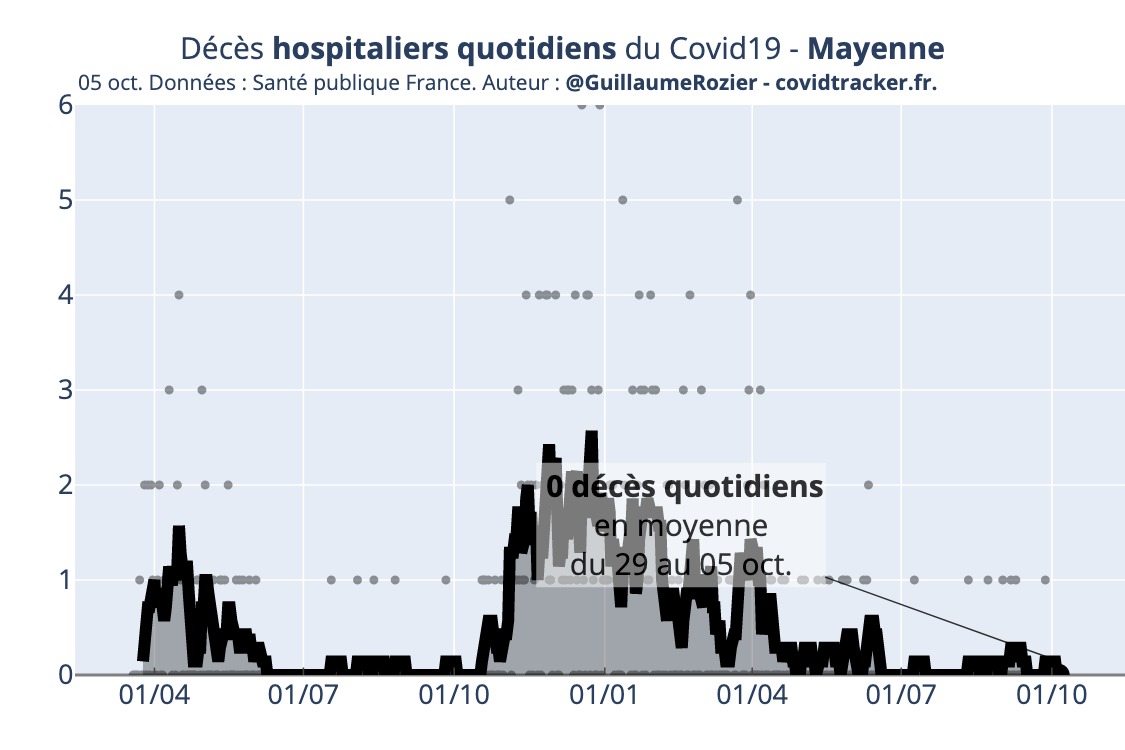 Décès hospitaliers quotidiens du Covid19 - Mayenne
05 oct. Données : Santé publique France. Auteur : @GuillaumeRozier - covidtracker.fr.
6
5
4
3
2
1
0
0 décès quotidiens
en moyenne
du 29 au 05 oct.
01/04
01/07
01/10
01/01
01/04
01/07
01/10